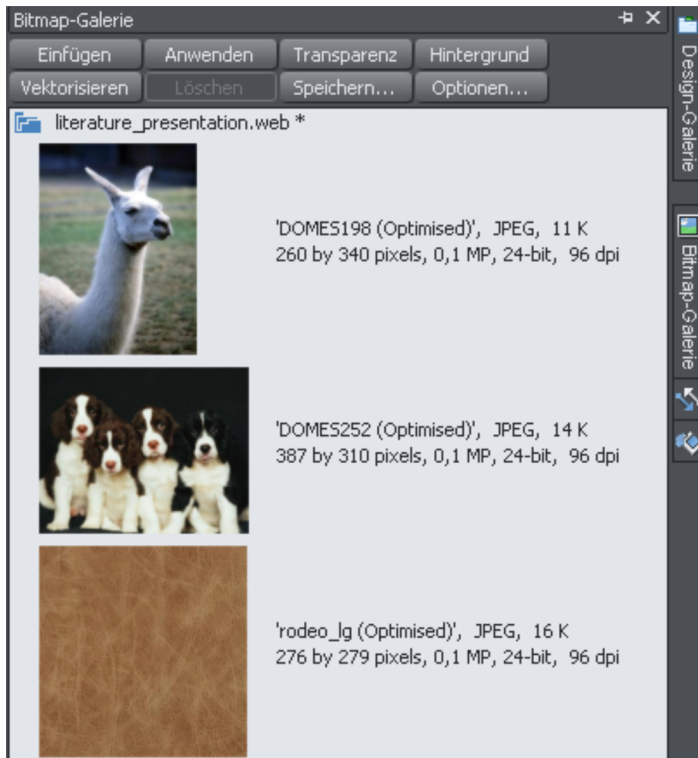 Bitmap-Galerie
Einfügen Anwenden Transparenz Hintergrund
Vektorisieren Löschen Speichern... Optionen...
literature_presentation.web *
'DOMES198 (Optimised)', JPEG, 11 K
260 by 340 pixels, 0,1 MP, 24-bit, 96 dpi
'DOMES252 (Optimised)', JPEG, 14 K
387 by 310 pixels, 0,1 MP, 24-bit, 96 dpi
'rodeo_lg (Optimised)', JPEG, 16 K
276 by 279 pixels, 0,1 MP, 24-bit, 96 dpi
Design-Galerie
Bitmap-Galerie